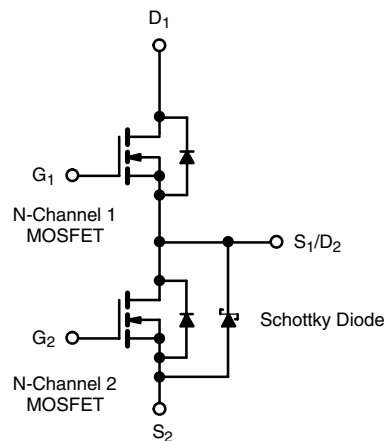 D1
G1
N-Channel 1
MOSFET
S1/D2
G2
Schottky Diode
N-Channel 2
MOSFET
S2